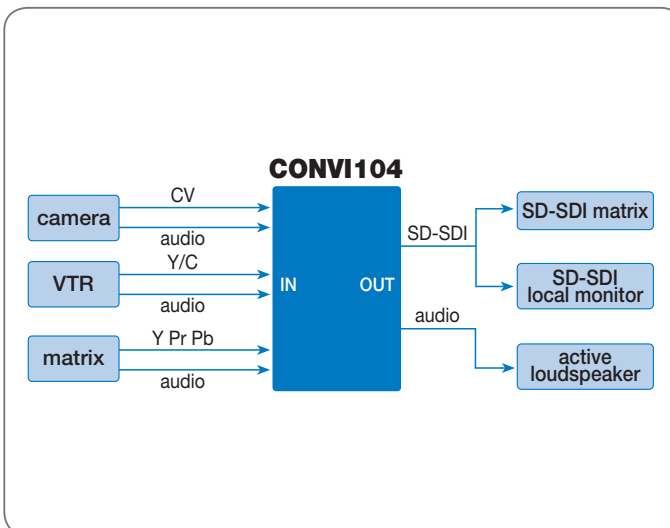 CONVI104
camera
CV
audio
VTR
Y/C
audio
matrix
Y Pr Pb
audio
IN
OUT
SD-SDI
audio
SD-SDI matrix
SD-SDI
local monitor
active
loudspeaker